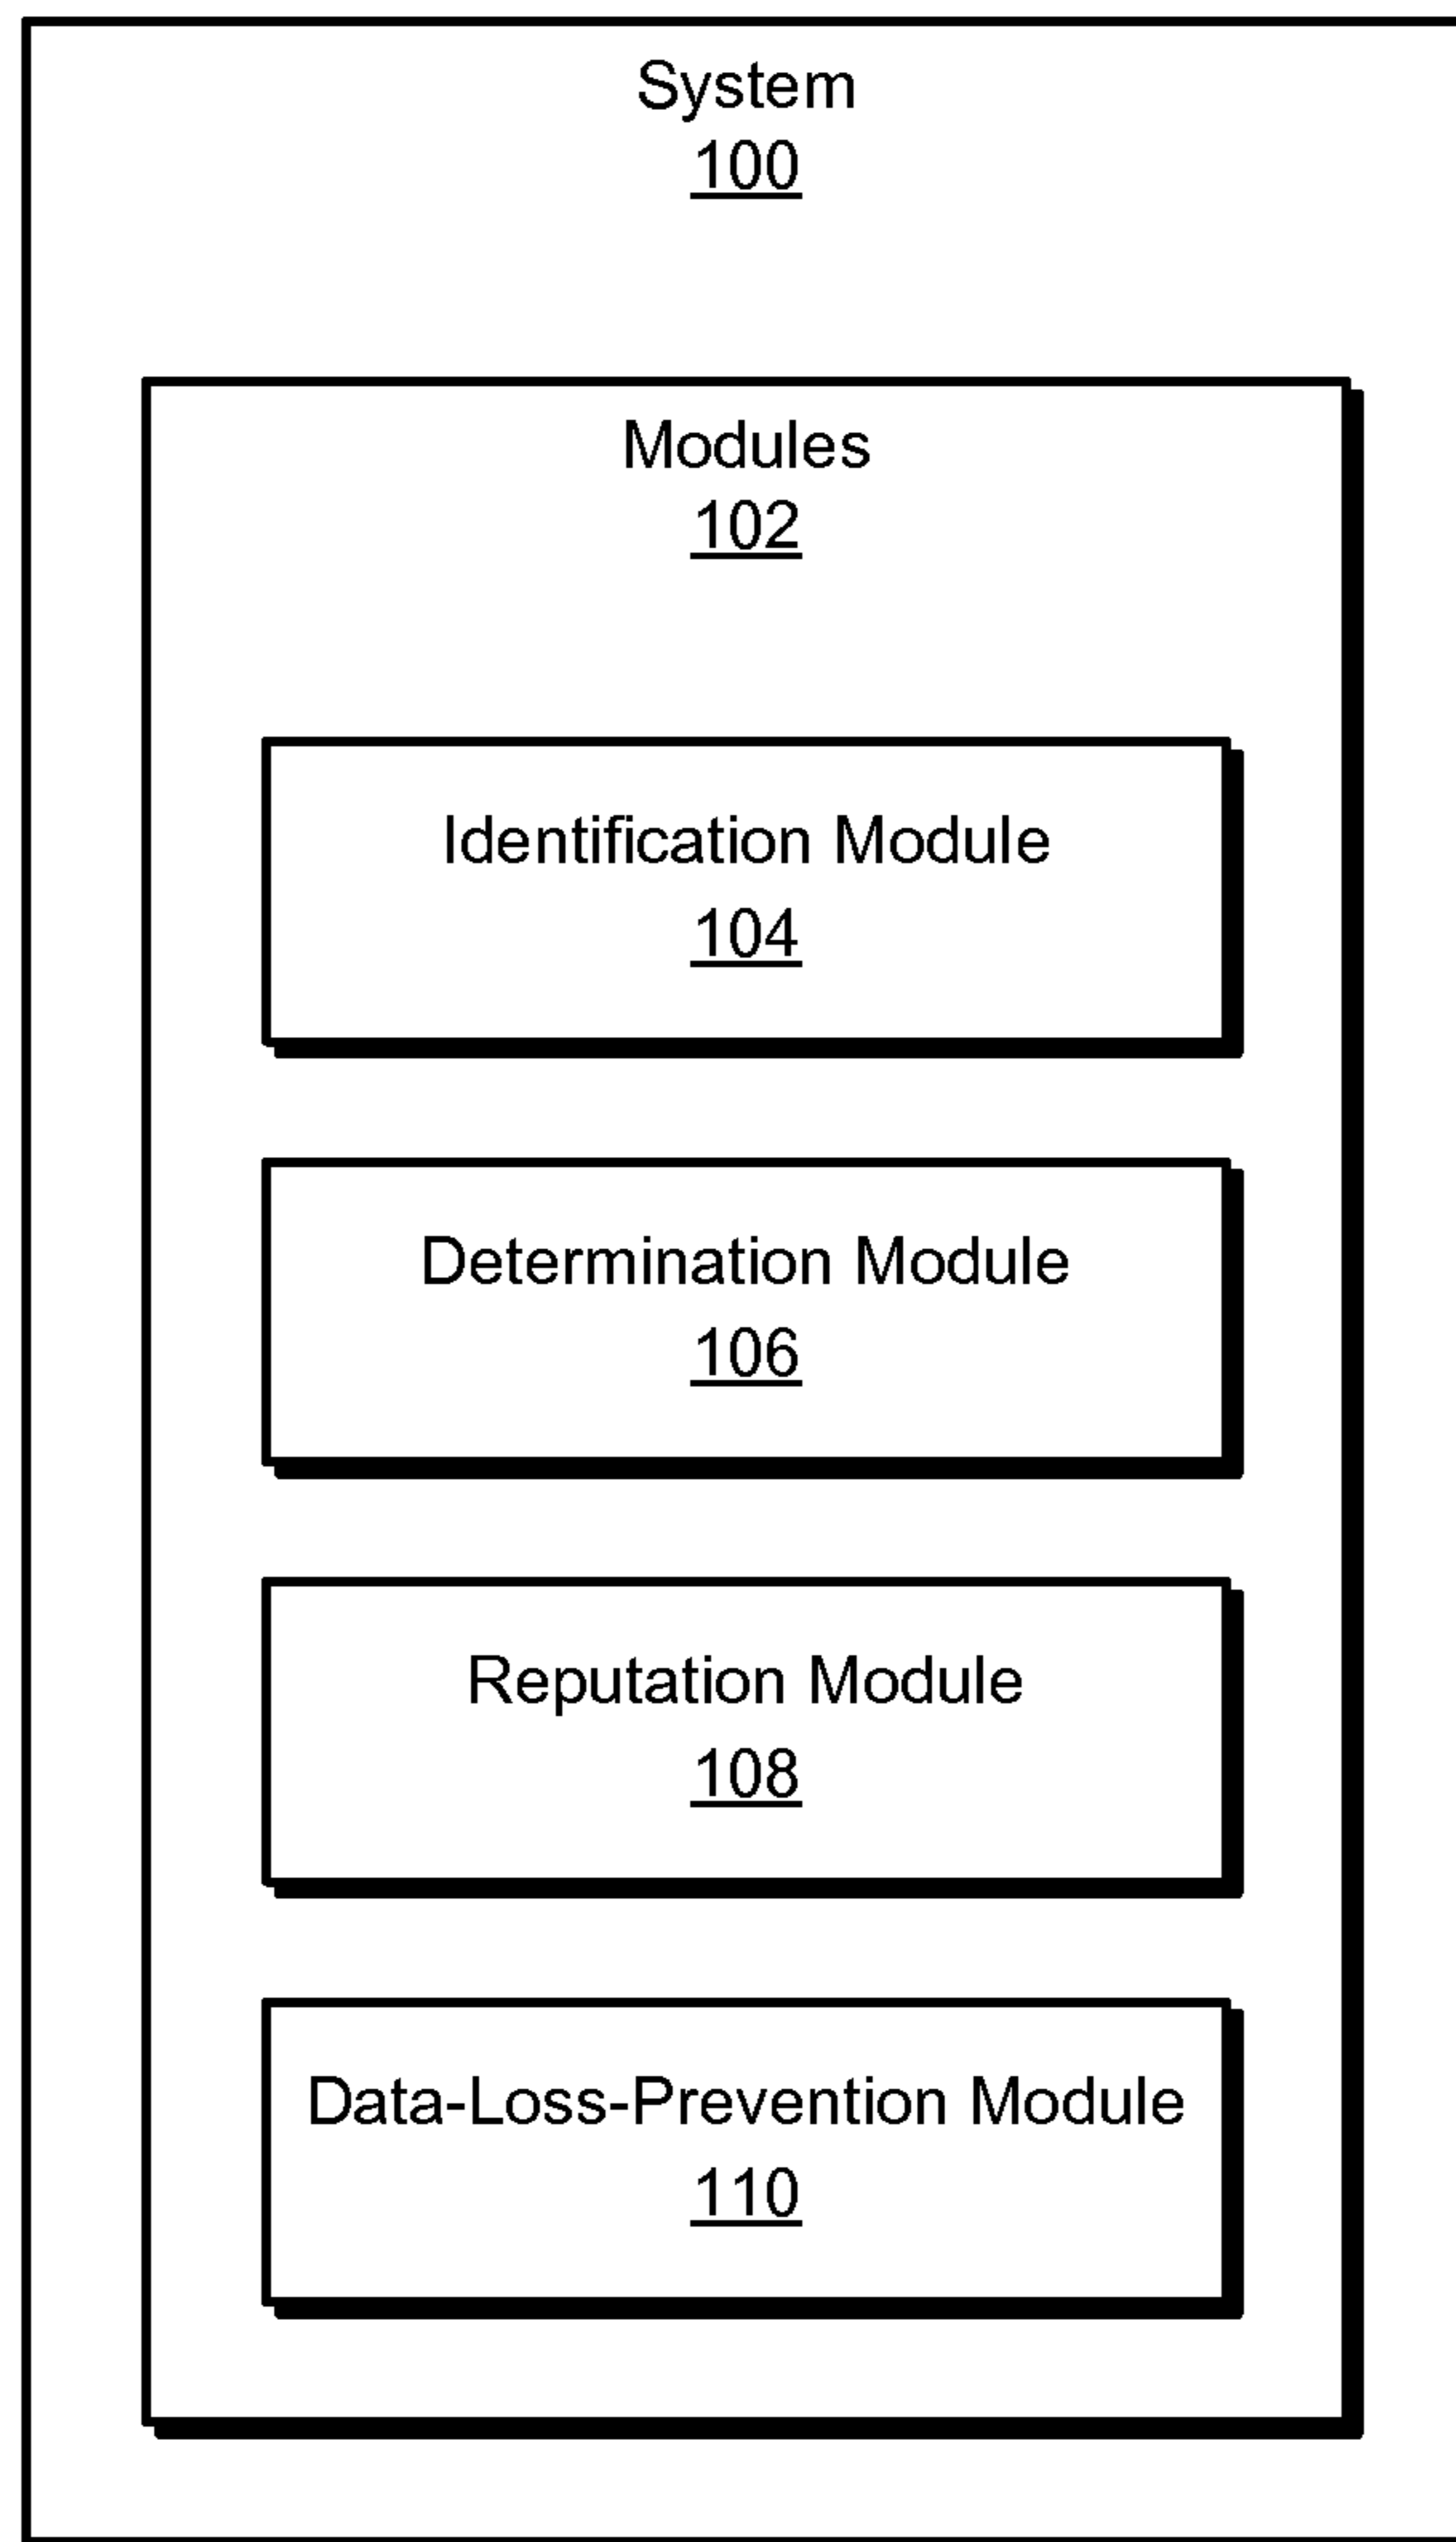 System
100
Modules
102
Identification Module
104
Determination Module
106
Reputation Module
108
Data-Loss-Prevention Module
110